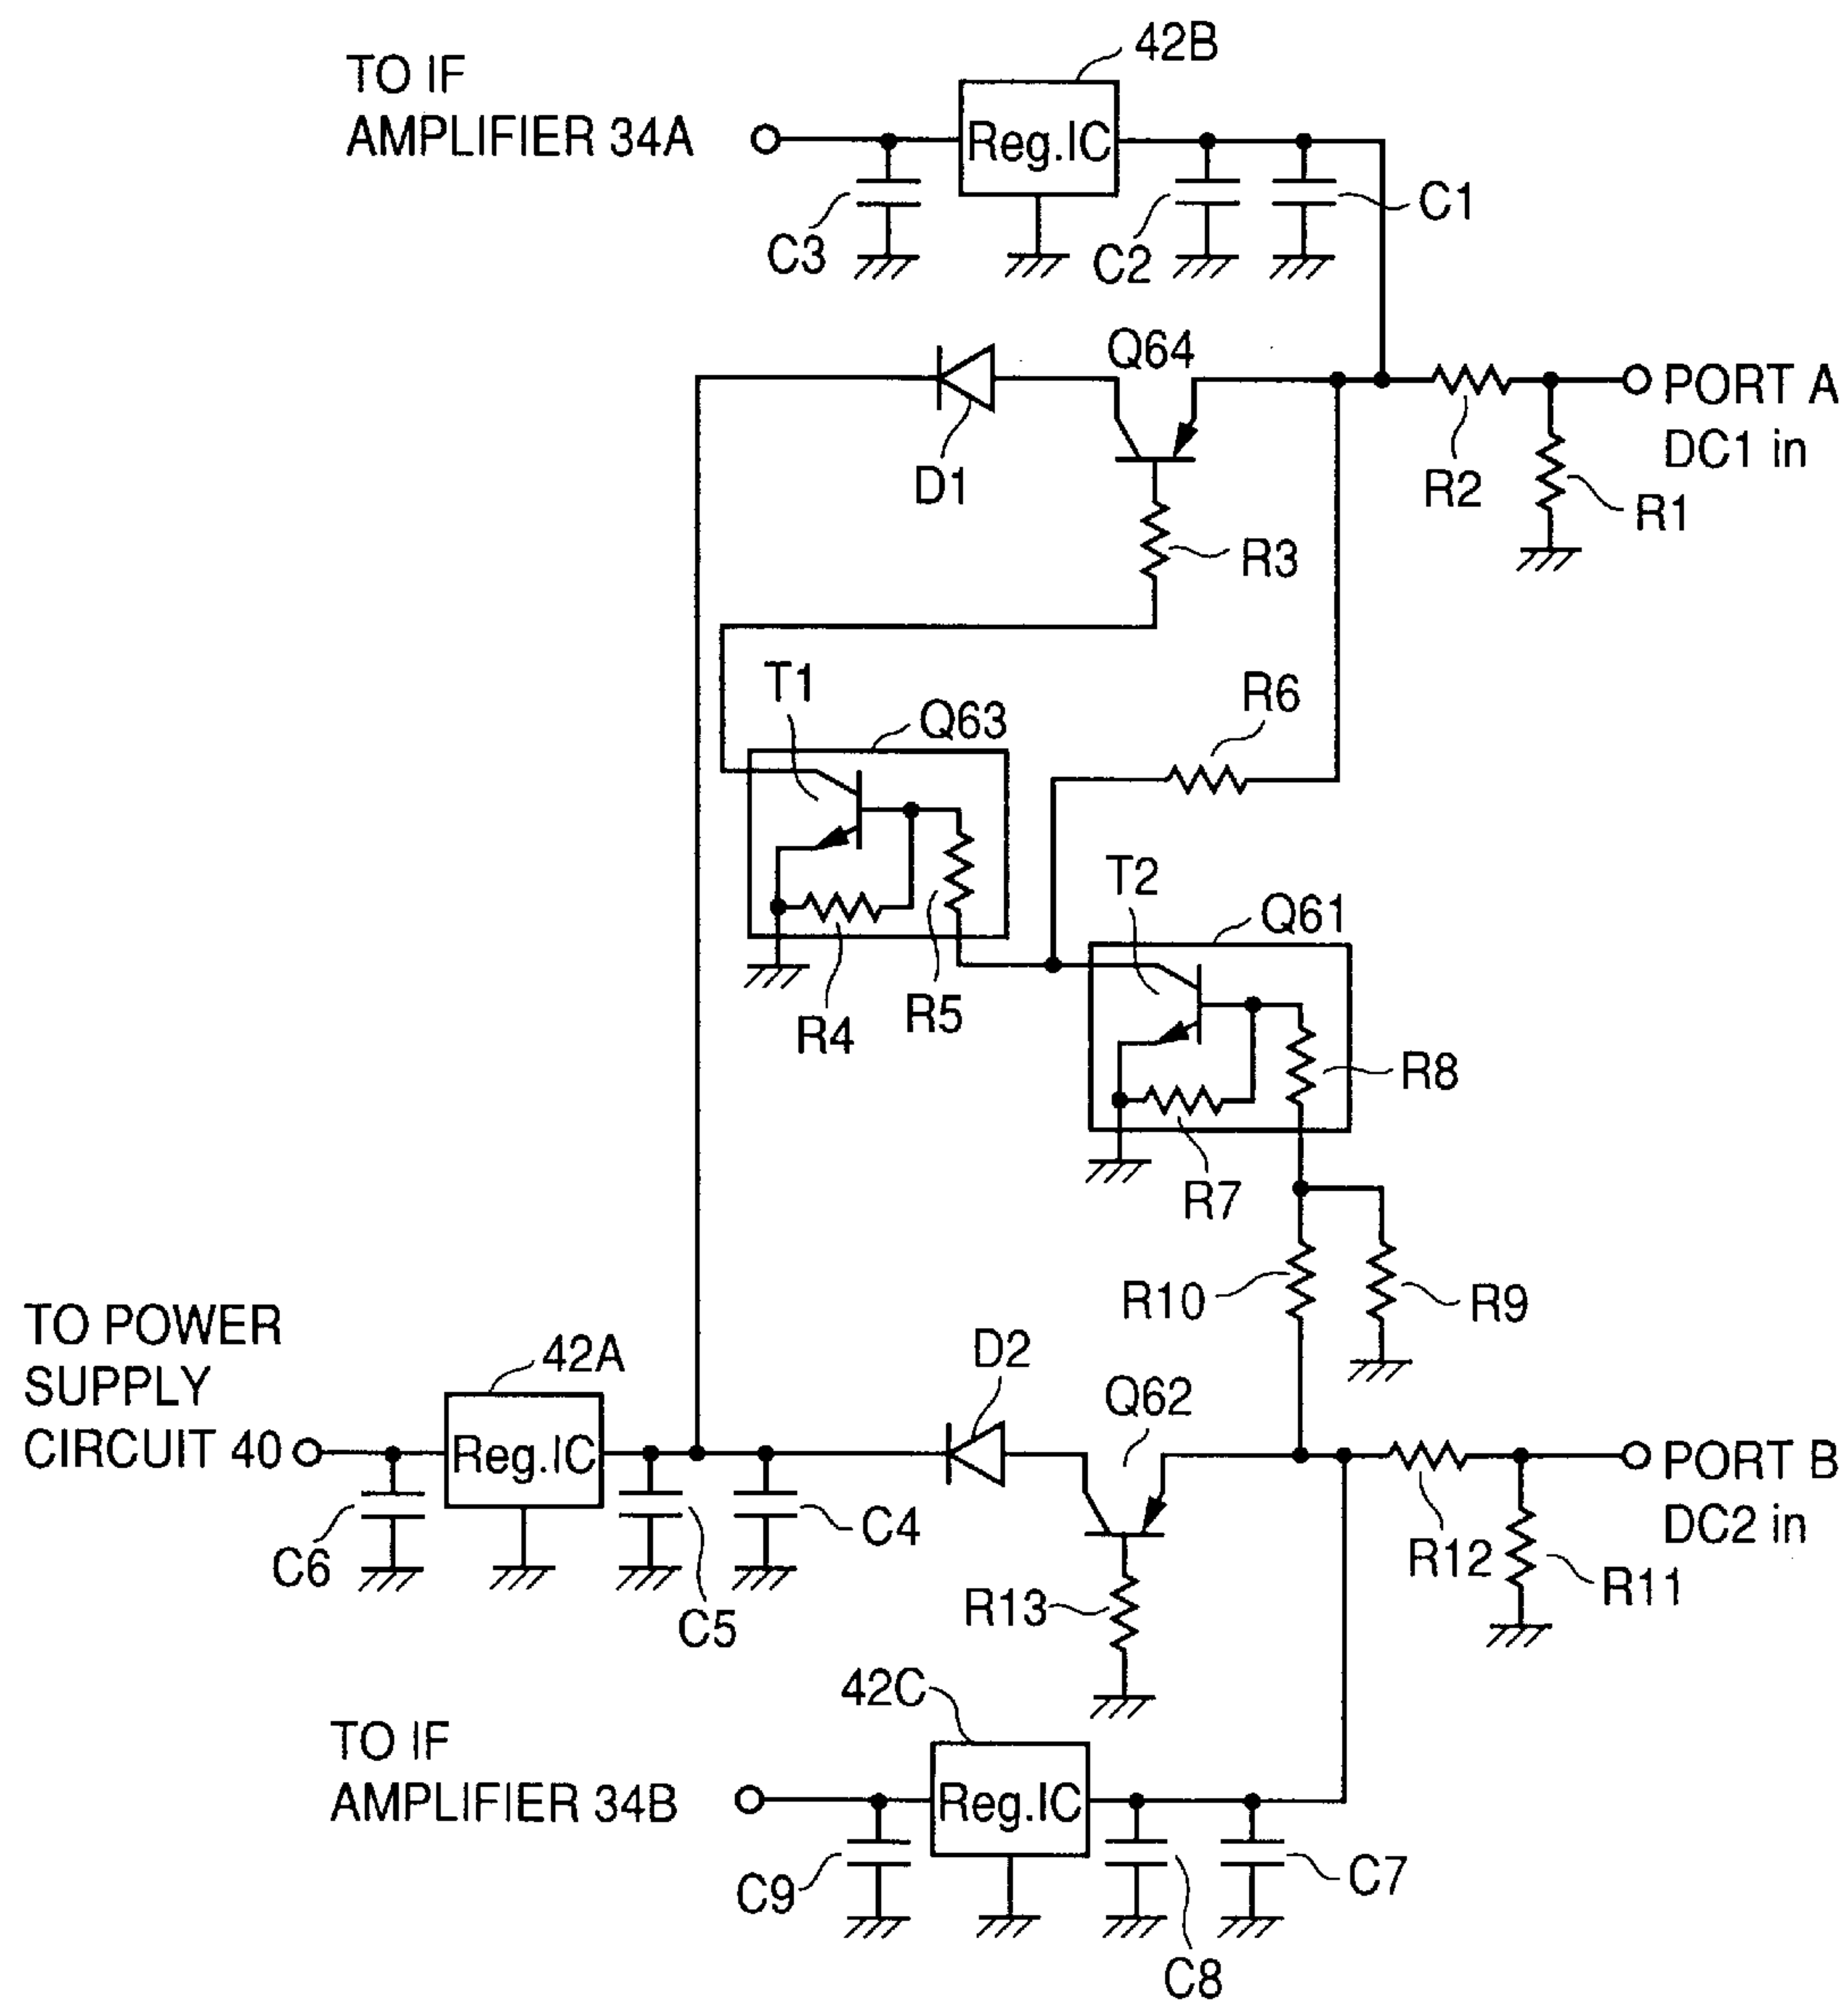 42B
TO IF
AMPLIFIER 34A
Reg.IC
C3
C2
C1
Q64
PORT A
DC1 in
D1
R2
R1
R3
T1
Q63
R6
T2
Q61
R4
R5
R8
R7
R10
R9
TO POWER
SUPPLY
CIRCUIT 40
42A
D2
Q62
Reg.IC
PORT B
DC2 in
C6
C4
C5
R12
R11
R13
42C
TO IF
AMPLIFIER 34B
Reg.IC
C9
C7
C8